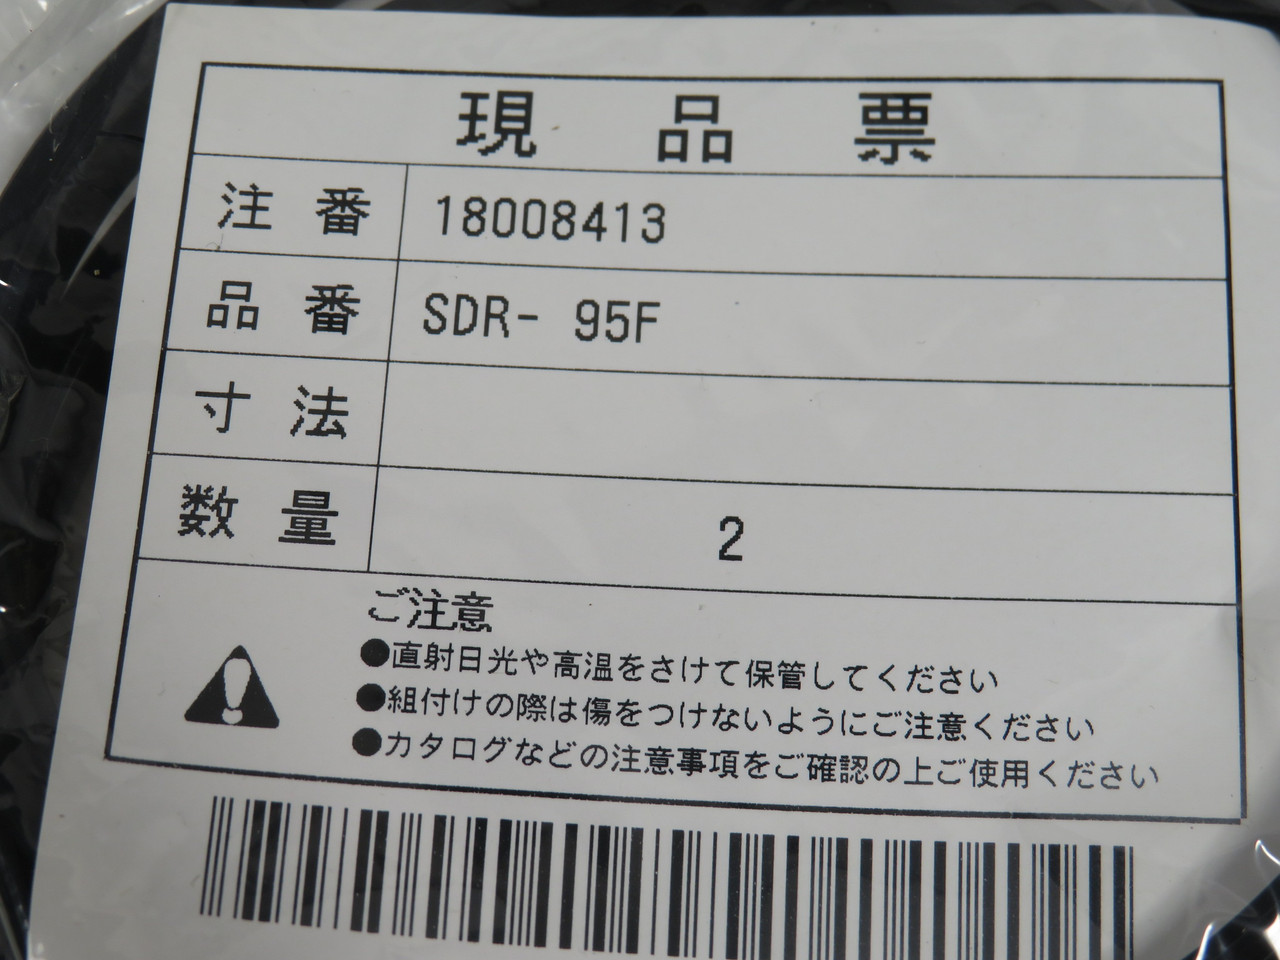 現品票
注番 18008413
品番 SDR- 95F
寸法
数量 2
ご注意
●直射日光や高温をさけて保管してください
●組付けの際は傷をつけないようにご注意ください
●カタログなどの注意事項をご確認の上ご使用ください